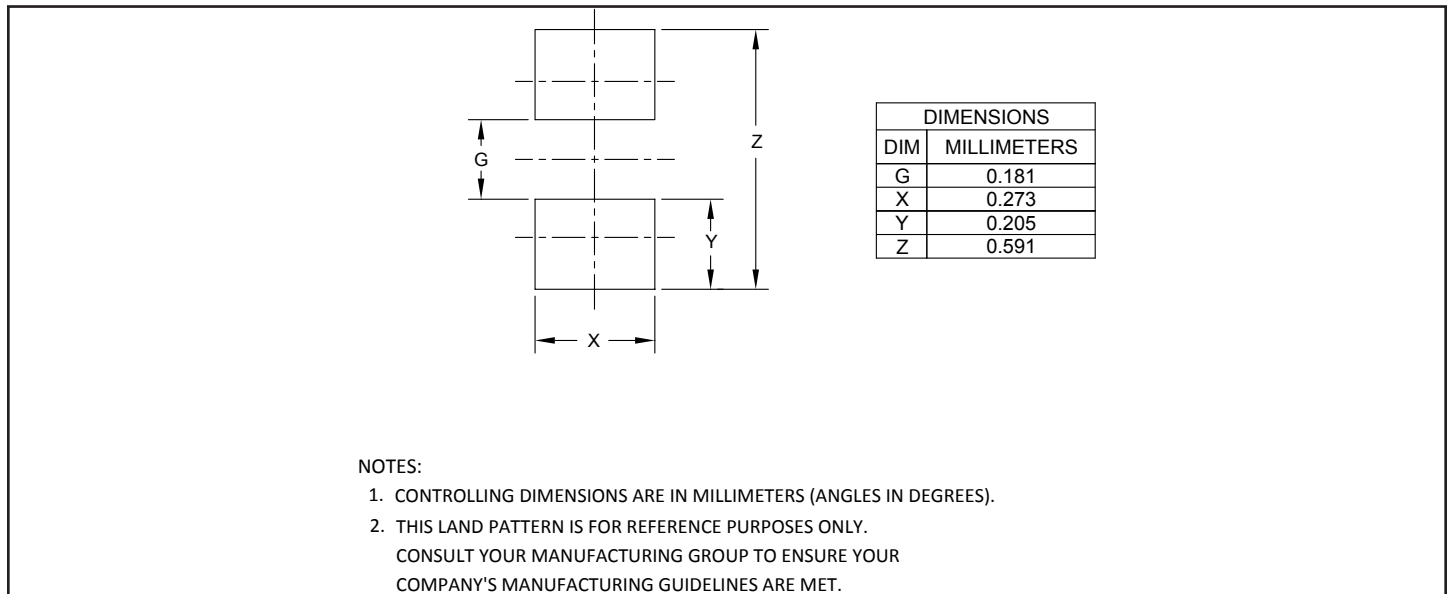 G
Z
Y
X
DIMENSIONS
DIM MILLIMETERS
G 0.181
X 0.273
Y 0.205
Z 0.591
NOTES:
1. CONTROLLING DIMENSIONS ARE IN MILLIMETERS (ANGLES IN DEGREES).
2. THIS LAND PATTERN IS FOR REFERENCE PURPOSES ONLY.
CONSULT YOUR MANUFACTURING GROUP TO ENSURE YOUR
COMPANY'S MANUFACTURING GUIDELINES ARE MET.